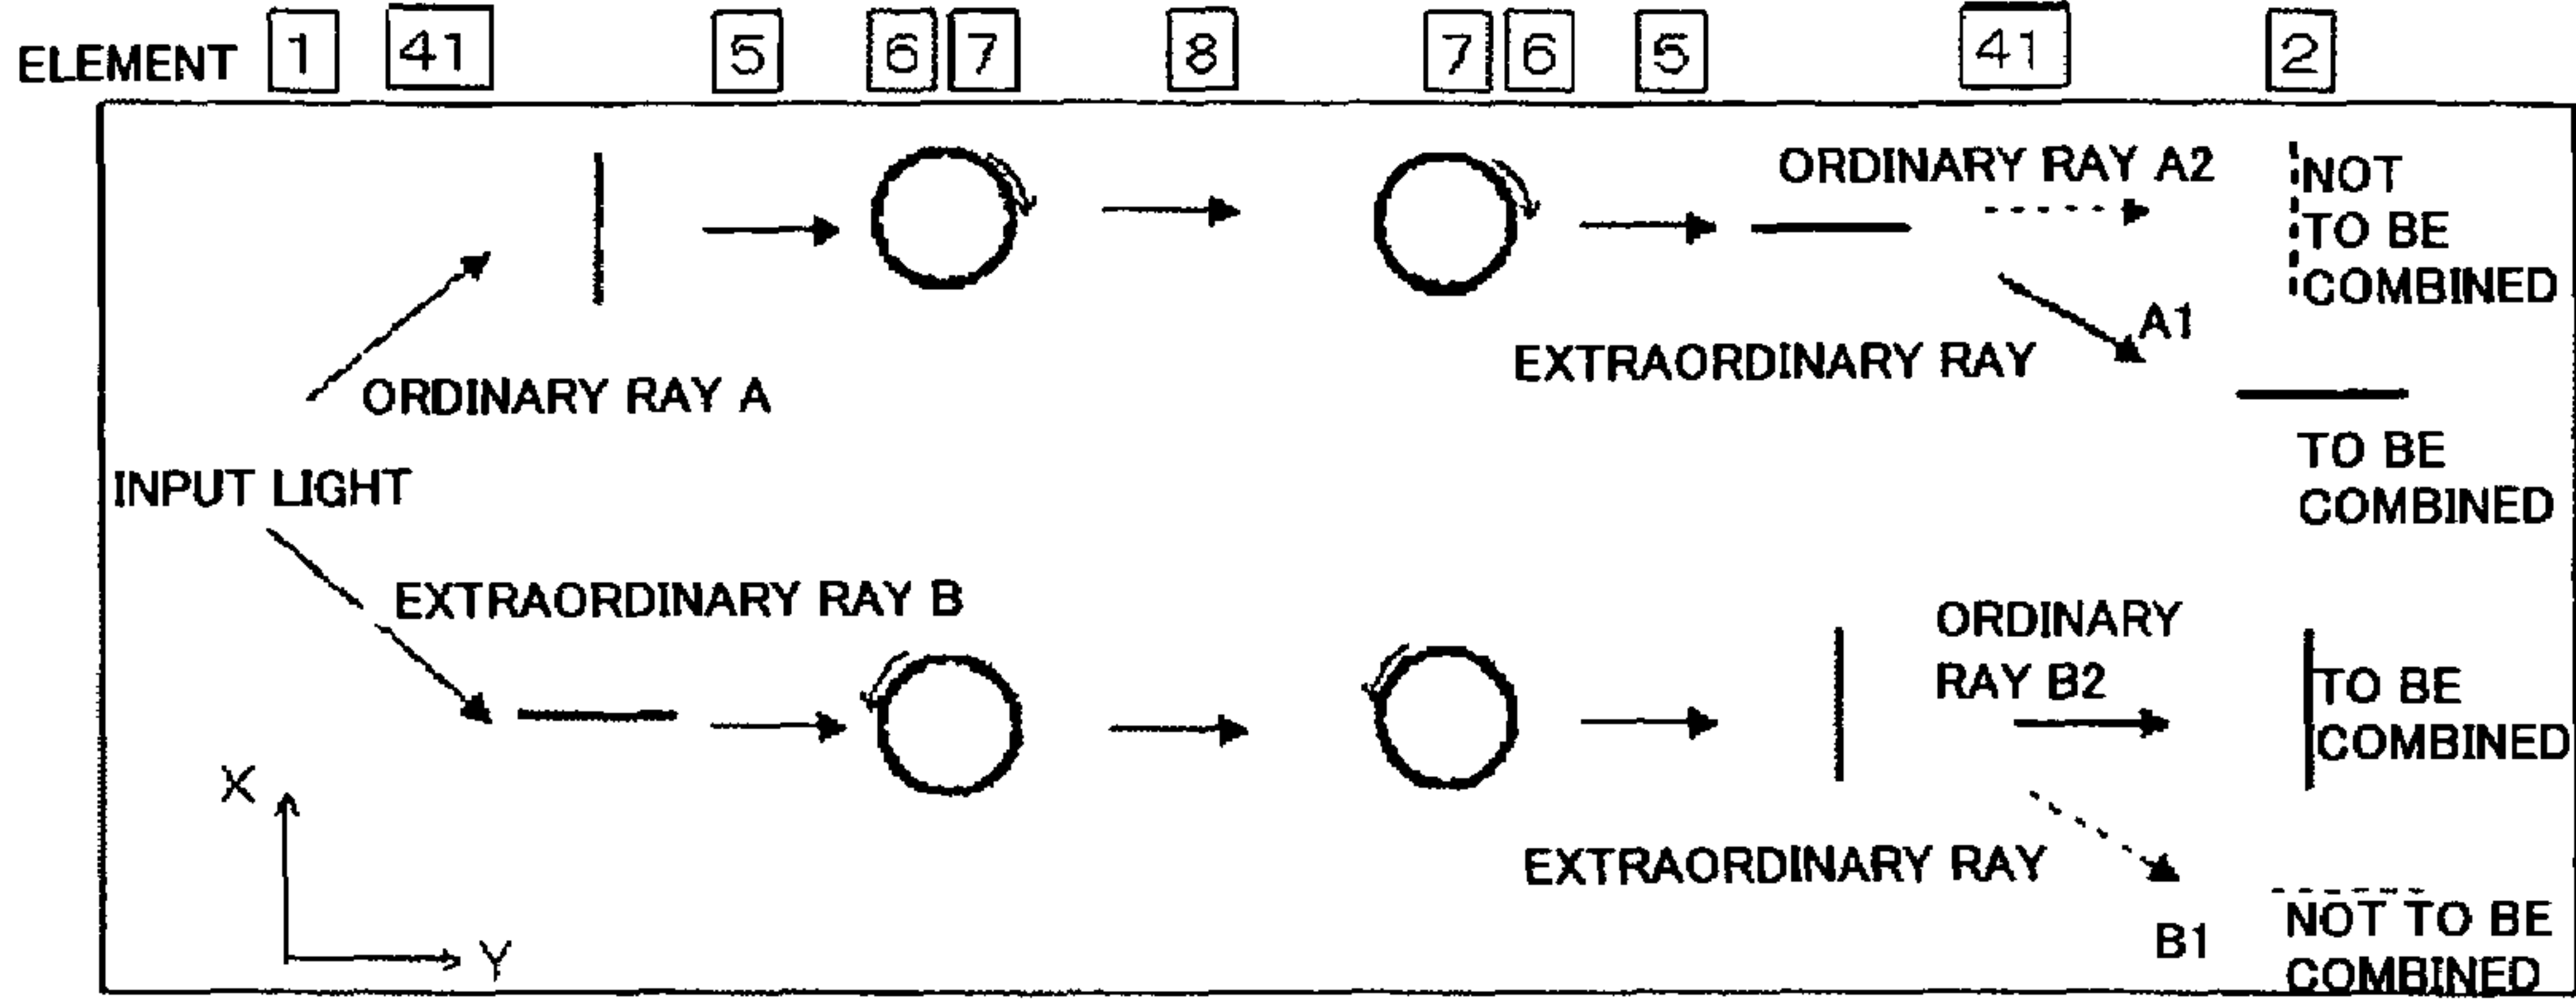 ELEMENT 1 41 5 6 7 8 7 6 5 41 2
ORDINARY RAY A2
NOT
TO BE
COMBINED
A1
EXTRAORDINARY RAY
ORDINARY RAY A
TO BE
COMBINED
INPUT LIGHT
EXTRAORDINARY RAY B
ORDINARY
RAY B2
TO BE
COMBINED
X
EXTRAORDINARY RAY
B1
NOT TO BE
COMBINED
Y